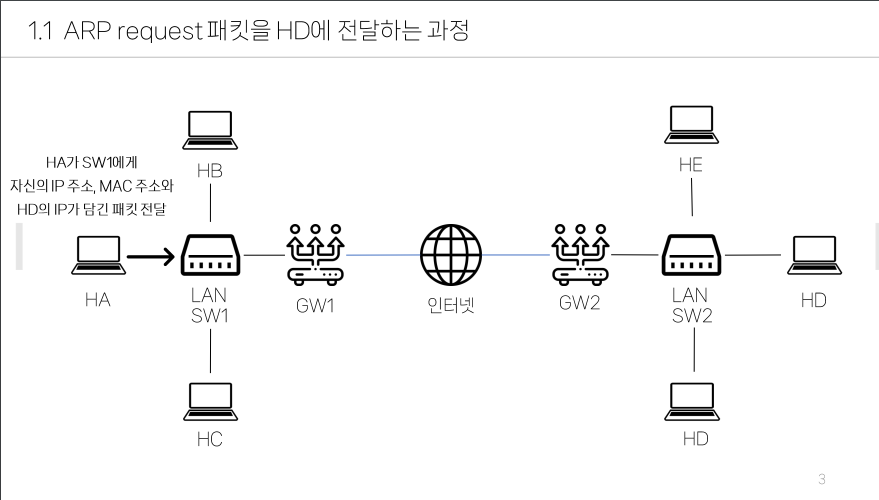 1.1 ARP request 패킷을 HD에 전달하는 과정
HA가 SW1에게
자신의 IP 주소, MAC 주소와
HD의 IP가 담긴 패킷 전달
HB
HE
HA
LAN
SW1
GW1
인터넷
GW2
LAN
SW2
HD
HC
HD
3